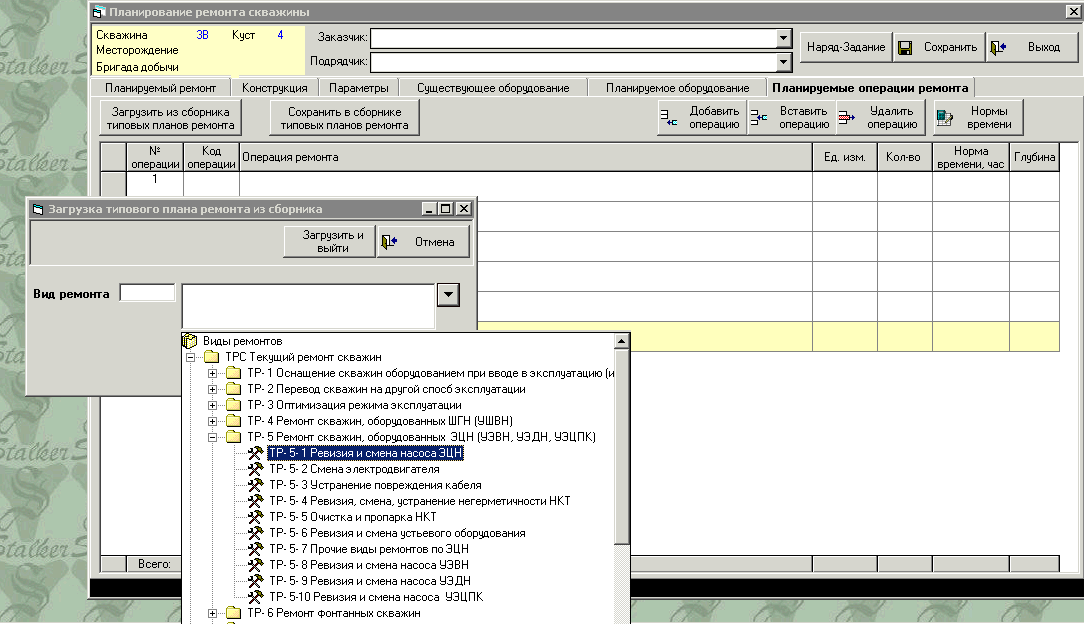 Планирование ремонта скважины
Скважина 3В Куст 4
Месторождение
Бригада добычи
Заказчик:
Подрядчик:
Наряд-Задание
Сохранить
Выход
Планируемый ремонт
Конструкция
Параметры
Существующее оборудование
Планируемое оборудование
Планируемые операции ремонта
Загрузить из сборника
типовых планов ремонта
Сохранить в сборнике
типовых планов ремонта
Добавить
операцию
Вставить
операцию
Удалить
операцию
Нормы
времени
№
операции
Код
операции
Операция ремонта
Ед. изм.
Кол-во
Норма
времени, час
Глубина
1
Загрузка типового плана ремонта из сборника
Загрузить и
выйти
Отмена
Вид ремонта
Виды ремонтов
ТРС Текущий ремонт скважин
ТР- 1 Оснащение скважин оборудованием при вводе в эксплуатацию (и
ТР- 2 Перевод скважин на другой способ эксплуатации
ТР- 3 Оптимизация режима эксплуатации
ТР- 4 Ремонт скважин, оборудованных ШГН (УШВН)
ТР- 5 Ремонт скважин, оборудованных ЭЦН (УЭВН, УЭДН, УЭЦПК)
ТР- 5- 1 Ревизия и смена насоса ЭЦН
ТР- 5- 2 Смена электродвигателя
ТР- 5- 3 Устранение повреждения кабеля
ТР- 5- 4 Ревизия, смена, устранение негерметичности НКТ
ТР- 5- 5 Очистка и пропарка НКТ
ТР- 5- 6 Ревизия и смена устьевого оборудования
ТР- 5- 7 Прочие виды ремонтов по ЭЦН
ТР- 5- 8 Ревизия и смена насоса УЭВН
ТР- 5- 9 Ревизия и смена насоса УЭДН
ТР- 5-10 Ревизия и смена насоса УЭЦПК
ТР- 6 Ремонт фонтанных скважин
Всего: